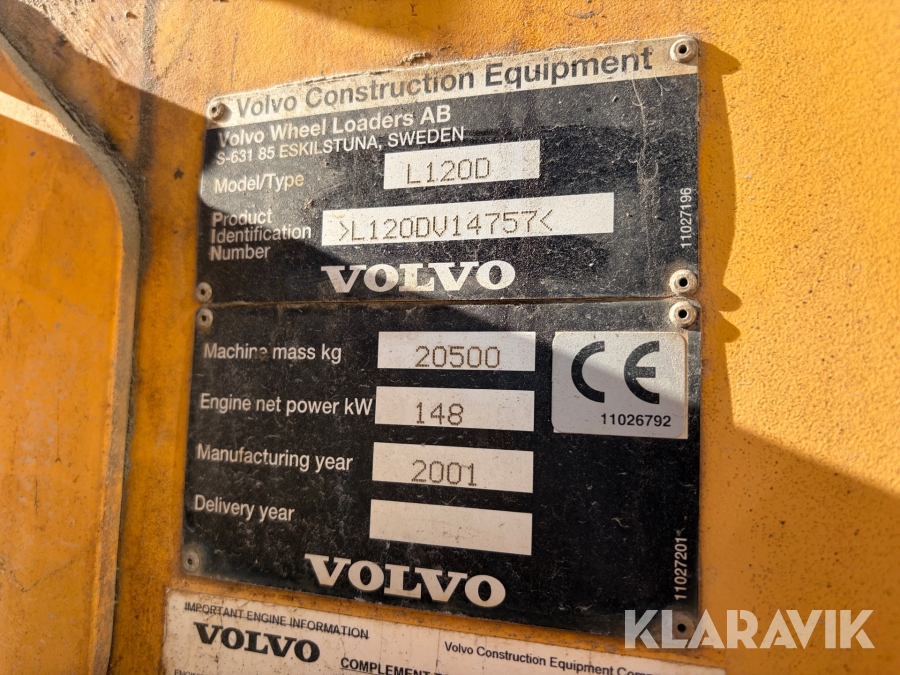 Volvo Construction Equipment
Volvo Wheel Loaders AB
S-631 85 ESKILSTUNA, SWEDEN
Model/Type L120D
Product
Identification
Number
>L120DV14757<
11027196
VOLVO
Machine mass kg 20500
CE
11026792
Engine net power kW 148
Manufacturing year 2001
Delivery year
11027201
VOLVO
IMPORTANT ENGINE INFORMATION
VOLVO
Volvo Construction Equipment
COMPLEMENT
KLARAVIK